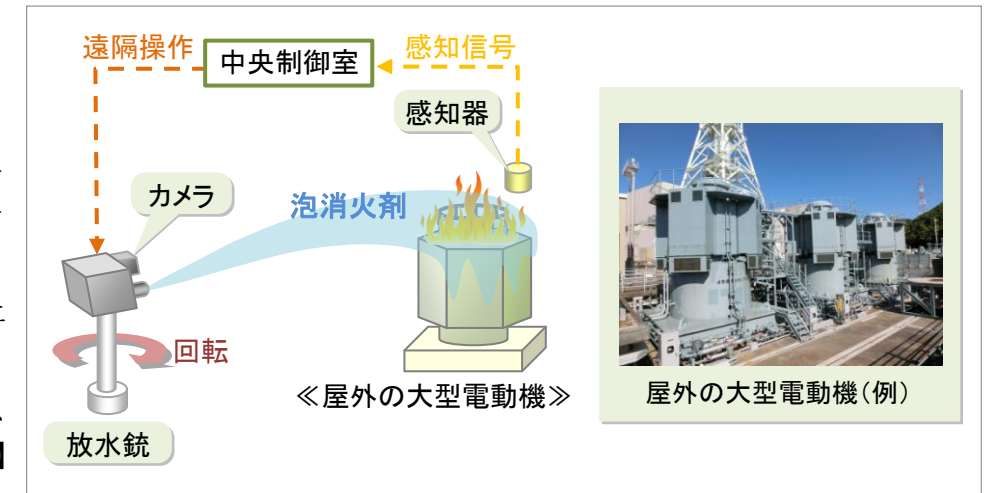 遠隔操作
中央制御室
感知信号
感知器
カメラ
泡消火剤
回転
≪屋外の大型電動機≫
放水銃
屋外の大型電動機(例)